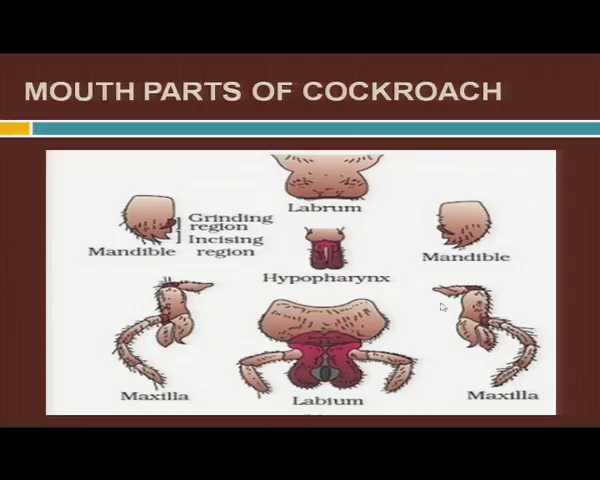 MOUTH PARTS OF COCKROACH
Labrum
Grinding
region
Incising
region
Mandible
Mandible
Hypopharynx
Maxilla
Labium
Maxilla